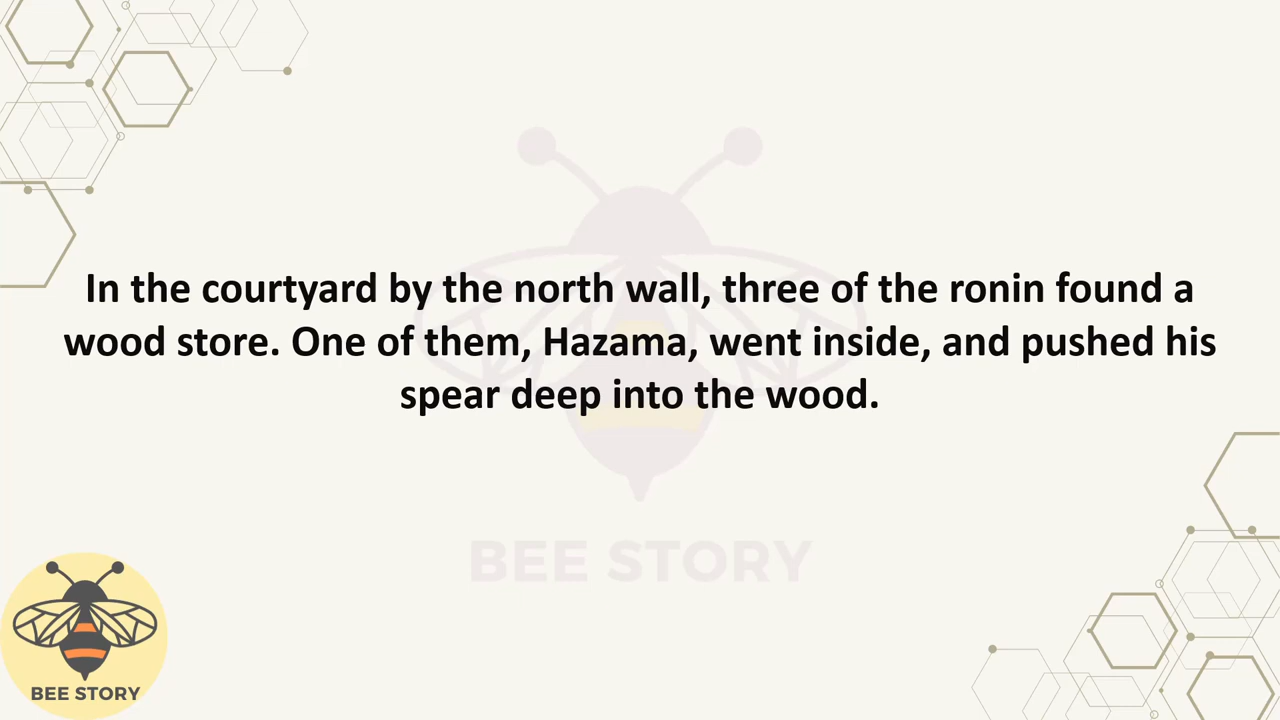 In the courtyard by the north wall, three of the ronin found a
wood store. One of them, Hazama, went inside, and pushed his
spear deep into the wood.
BEE STORY
BEE STORY